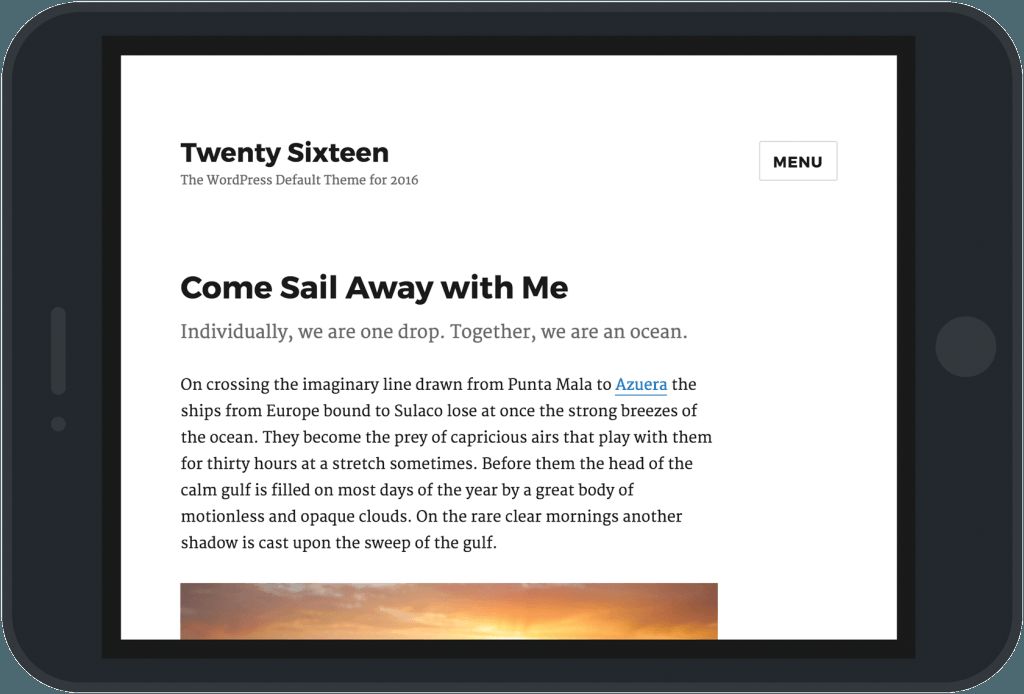 Twenty Sixteen
The WordPress Default Theme for 2016
MENU
Come Sail Away with Me
Individually, we are one drop. Together, we are an ocean.
On crossing the imaginary line drawn from Punta Mala to Azuera the
ships from Europe bound to Sulaco lose at once the strong breezes of
the ocean. They become the prey of capricious airs that play with them
for thirty hours at a stretch sometimes. Before them the head of the
calm gulf is filled on most days of the year by a great body of
motionless and opaque clouds. On the rare clear mornings another
shadow is cast upon the sweep of the gulf.